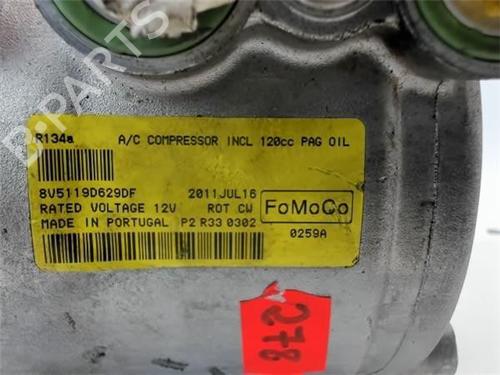 B-PARTS
R134a A/C COMPRESSOR INCL 120cc PAG OIL
8V5119D629DF 2011JUL16
RATED VOLTAGE 12V ROT CW FoMoCo
MADE IN PORTUGAL P2 R33 0302 0259A
278